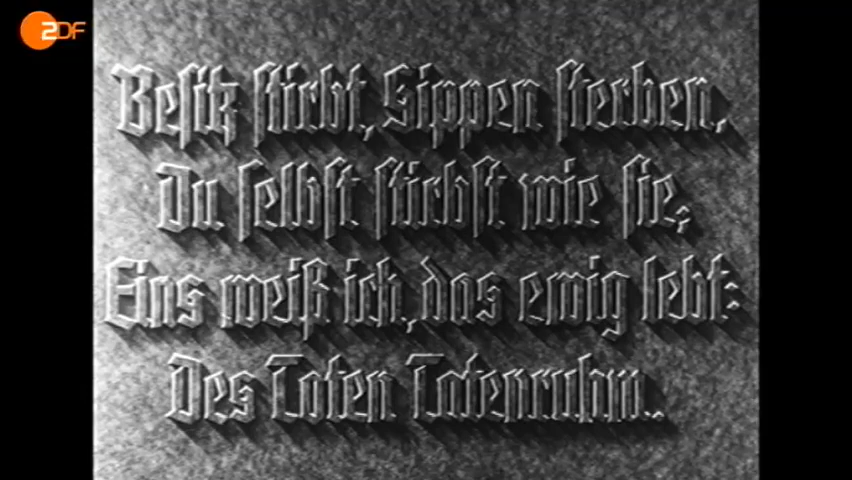 ZDF
Besitz stirbt, Sippen sterben,
Du selbst stirbst wie sie;
Eins weiß ich, das ewig lebt:
Des Toten Tatenruhm..